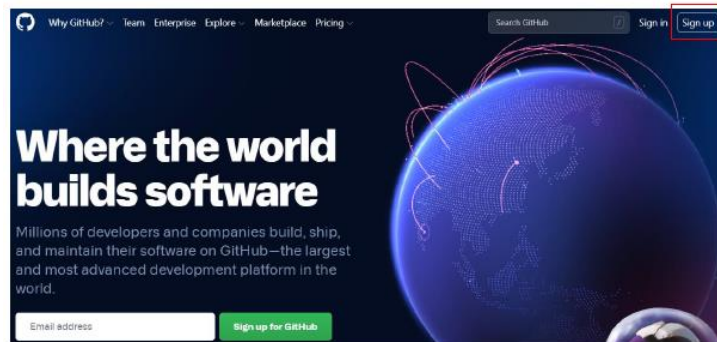 Why GitHub? Team Enterprise Explore Marketplace Pricing Search GitHub / Sign in Sign up
Where the world
builds software
Millions of developers and companies build, ship,
and maintain their software on GitHub—the largest
and most advanced development platform in the
world.
Email address Sign up for GitHub